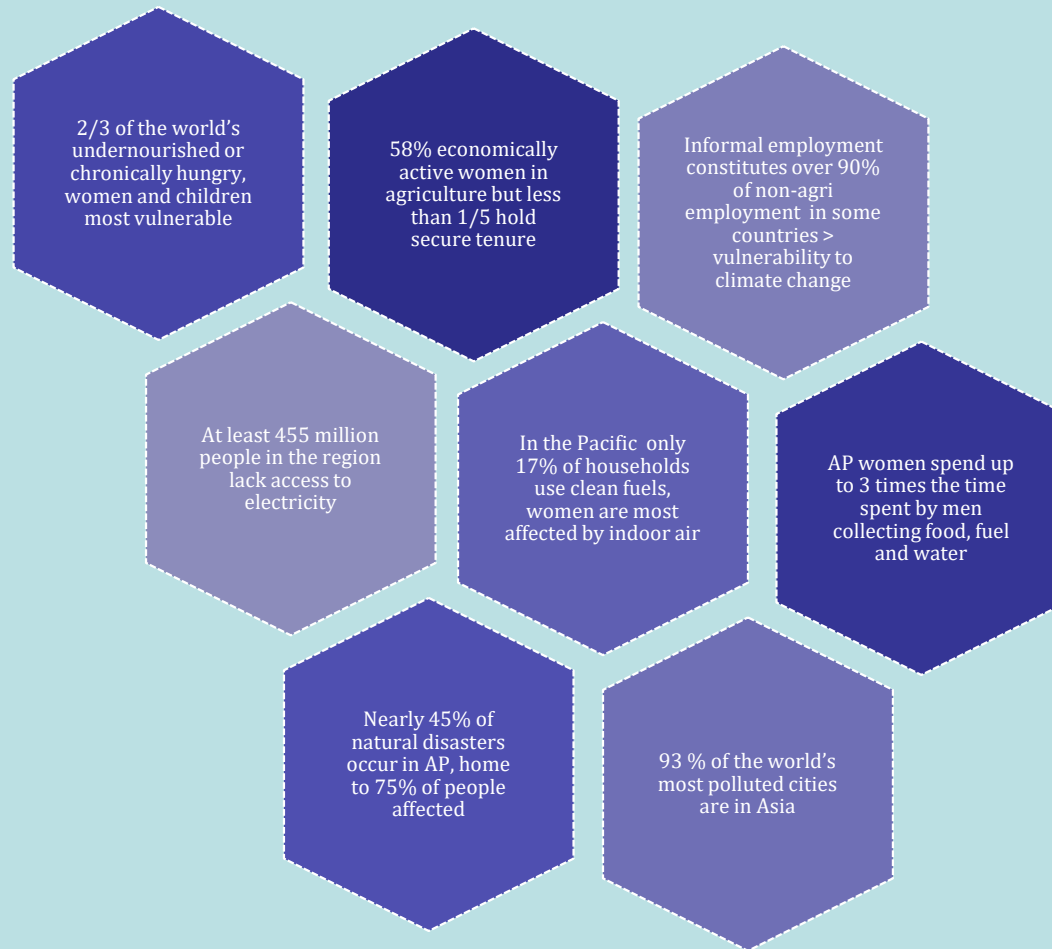 2/3 of the world's
undernourished or
chronically hungry,
women and children
most vulnerable
58% economically
active women in
agriculture but less
than 1/5 hold
secure tenure
Informal employment
constitutes over 90%
of non-agri
employment in some
countries >
vulnerability to
climate change
At least 455 million
people in the region
lack access to
electricity
In the Pacific only
17% of households
use clean fuels,
women are most
affected by indoor air
AP women spend up
to 3 times the time
spent by men
collecting food, fuel
and water
Nearly 45% of
natural disasters
occur in AP, home
to 75% of people
affected
93 % of the world's
most polluted cities
are in Asia